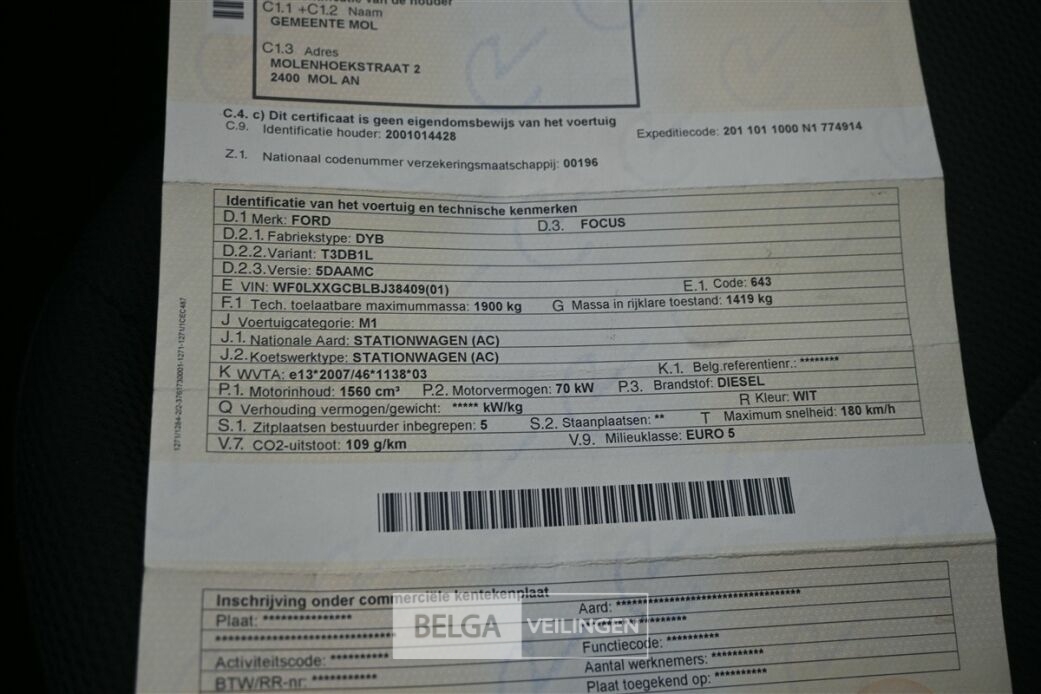 C1.1 +C1.2 Naam
GEMEENTE MOL
C1.3 Adres
MOLENHOEKSTRAAT 2
2400 MOL AN
C.4. c) Dit certificaat is geen eigendomsbewijs van het voertuig
C.9. Identificatie houder: 2001014428
Expeditiecode: 201 101 1000 N1 774914
Z.1. Nationaal codenummer verzekeringsmaatschappij: 00196
Identificatie van het voertuig en technische kenmerken
D.1 Merk: FORD D.3. FOCUS
D.2.1. Fabriekstype: DYB
D.2.2. Variant: T3DB1L
D.2.3. Versie: 5DAAMC
E VIN: WF0LXXGCBLBJ38409(01) E.1. Code: 643
F.1 Tech. toelaatbare maximummassa: 1900 kg G Massa in rijklare toestand: 1419 kg
J Voertuigcategorie: M1
J.1. Nationale Aard: STATIONWAGEN (AC)
J.2. Koetswerktype: STATIONWAGEN (AC)
K WVTA: e13*2007/46*1138*03 K.1. Belg.referentienr.: ********
P.1. Motorinhoud: 1560 cm³ P.2. Motorvermogen: 70 kW P.3. Brandstof: DIESEL
Q Verhouding vermogen/gewicht: ***** kW/kg R Kleur: WIT
S.1. Zitplaatsen bestuurder inbegrepen: 5 S.2. Staanplaatsen: ** T Maximum snelheid: 180 km/h
V.7. CO2-uitstoot: 109 g/km V.9. Milieuklasse: EURO 5
Inschrijving onder commerciële kentekenplaat
Plaat: ***************
Aard: *******************************
Activiteitscode: **********
Functiecode: **********
Aantal werknemers: **********
BTW/RR-nr: ************
Plaat toegekend op: **********
BELGA VEILINGEN